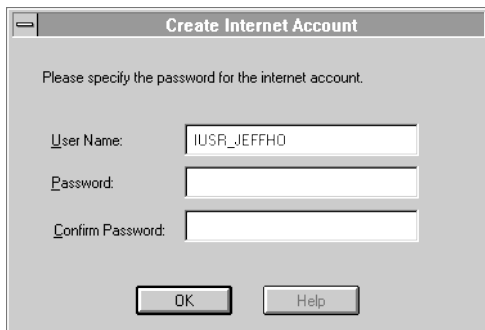 Create Internet Account
Please specify the password for the internet account.
User Name: IUSR_JEFFHO
Password:
Confirm Password:
OK Help